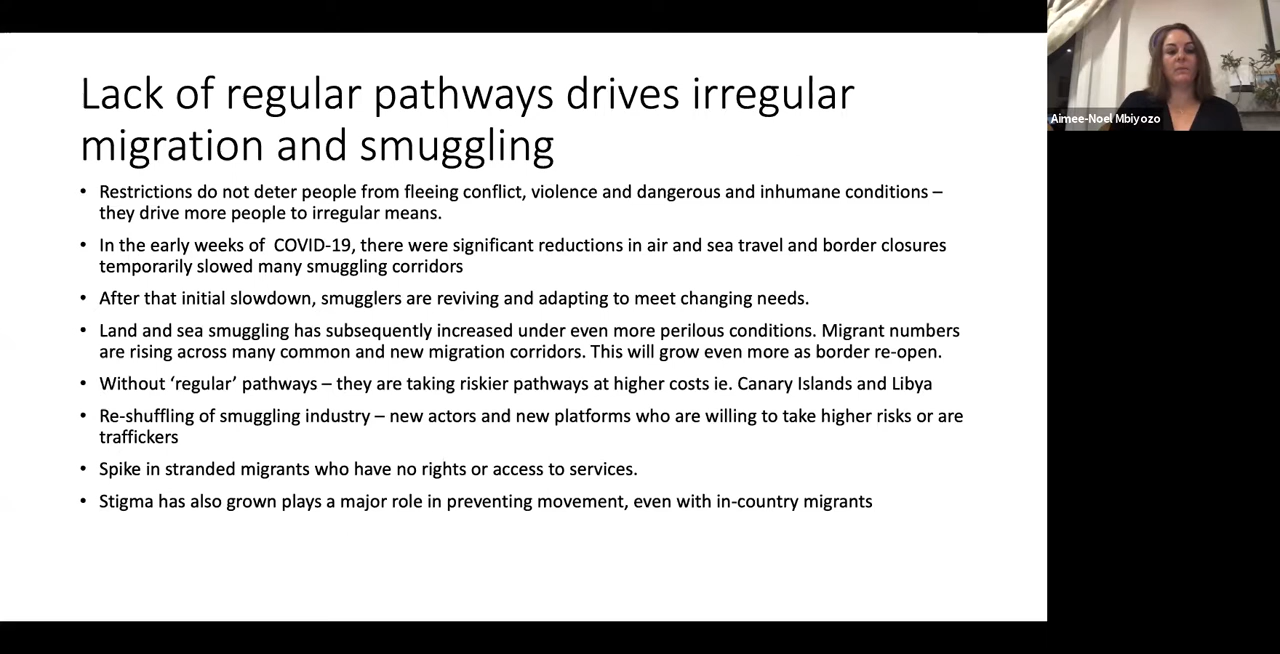 Lack of regular pathways drives irregular
migration and smuggling
• Restrictions do not deter people from fleeing conflict, violence and dangerous and inhumane conditions –
they drive more people to irregular means.
• In the early weeks of  COVID-19, there were significant reductions in air and sea travel and border closures
temporarily slowed many smuggling corridors
• After that initial slowdown, smugglers are reviving and adapting to meet changing needs.
• Land and sea smuggling has subsequently increased under even more perilous conditions. Migrant numbers
are rising across many common and new migration corridors. This will grow even more as border re-open.
• Without ‘regular’ pathways – they are taking riskier pathways at higher costs ie. Canary Islands and Libya
• Re-shuffling of smuggling industry – new actors and new platforms who are willing to take higher risks or are
traffickers
• Spike in stranded migrants who have no rights or access to services.
• Stigma has also grown plays a major role in preventing movement, even with in-country migrants
Aimee-Noel Mbiyozo